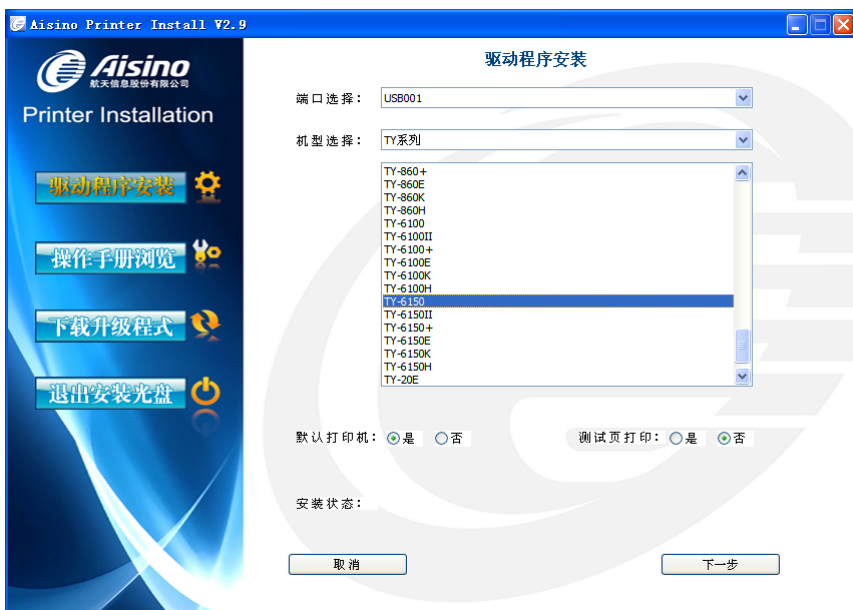 Aisino Printer Install V2.9
Aisino
航天信息股份有限公司
Printer Installation
驱动程序安装
操作手册浏览
下载升级程式
退出安装光盘
驱动程序安装
端口选择： USB001
机型选择： TY系列
TY-860+
TY-860E
TY-860K
TY-860H
TY-6100
TY-6100II
TY-6100+
TY-6100E
TY-6100K
TY-6100H
TY-6150
TY-6150II
TY-6150+
TY-6150E
TY-6150K
TY-6150H
TY-20E
默认打印机： 是 否 测试页打印： 是 否
安装状态：
取消 下一步